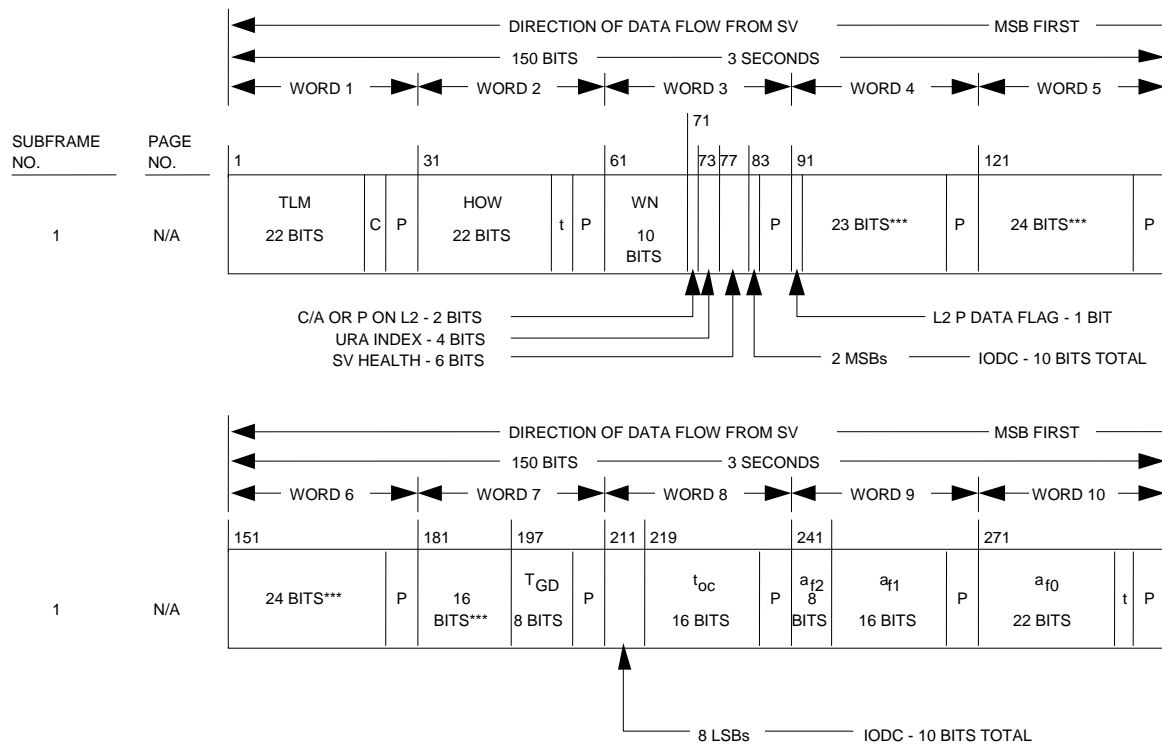 DIRECTION OF DATA FLOW FROM SV MSB FIRST
150 BITS 3 SECONDS
WORD 1 WORD 2 WORD 3 WORD 4 WORD 5
71
SUBFRAME NO. PAGE NO.
1 31 61 73 77 83 91 121
TLM HOW WN
22 BITS C P 22 BITS t P 10 BITS P 23 BITS*** P 24 BITS*** P
1 N/A
C/A OR P ON L2 - 2 BITS L2 P DATA FLAG - 1 BIT
URA INDEX - 4 BITS
SV HEALTH - 6 BITS 2 MSBs IODC - 10 BITS TOTAL
DIRECTION OF DATA FLOW FROM SV MSB FIRST
150 BITS 3 SECONDS
WORD 6 WORD 7 WORD 8 WORD 9 WORD 10
151 181 197 211 219 241 271
1 N/A
24 BITS*** P 16 BITS*** TGD 8 BITS P toc 16 BITS P af2 8 BITS af1 16 BITS P af0 22 BITS t P
8 LSBs IODC - 10 BITS TOTAL